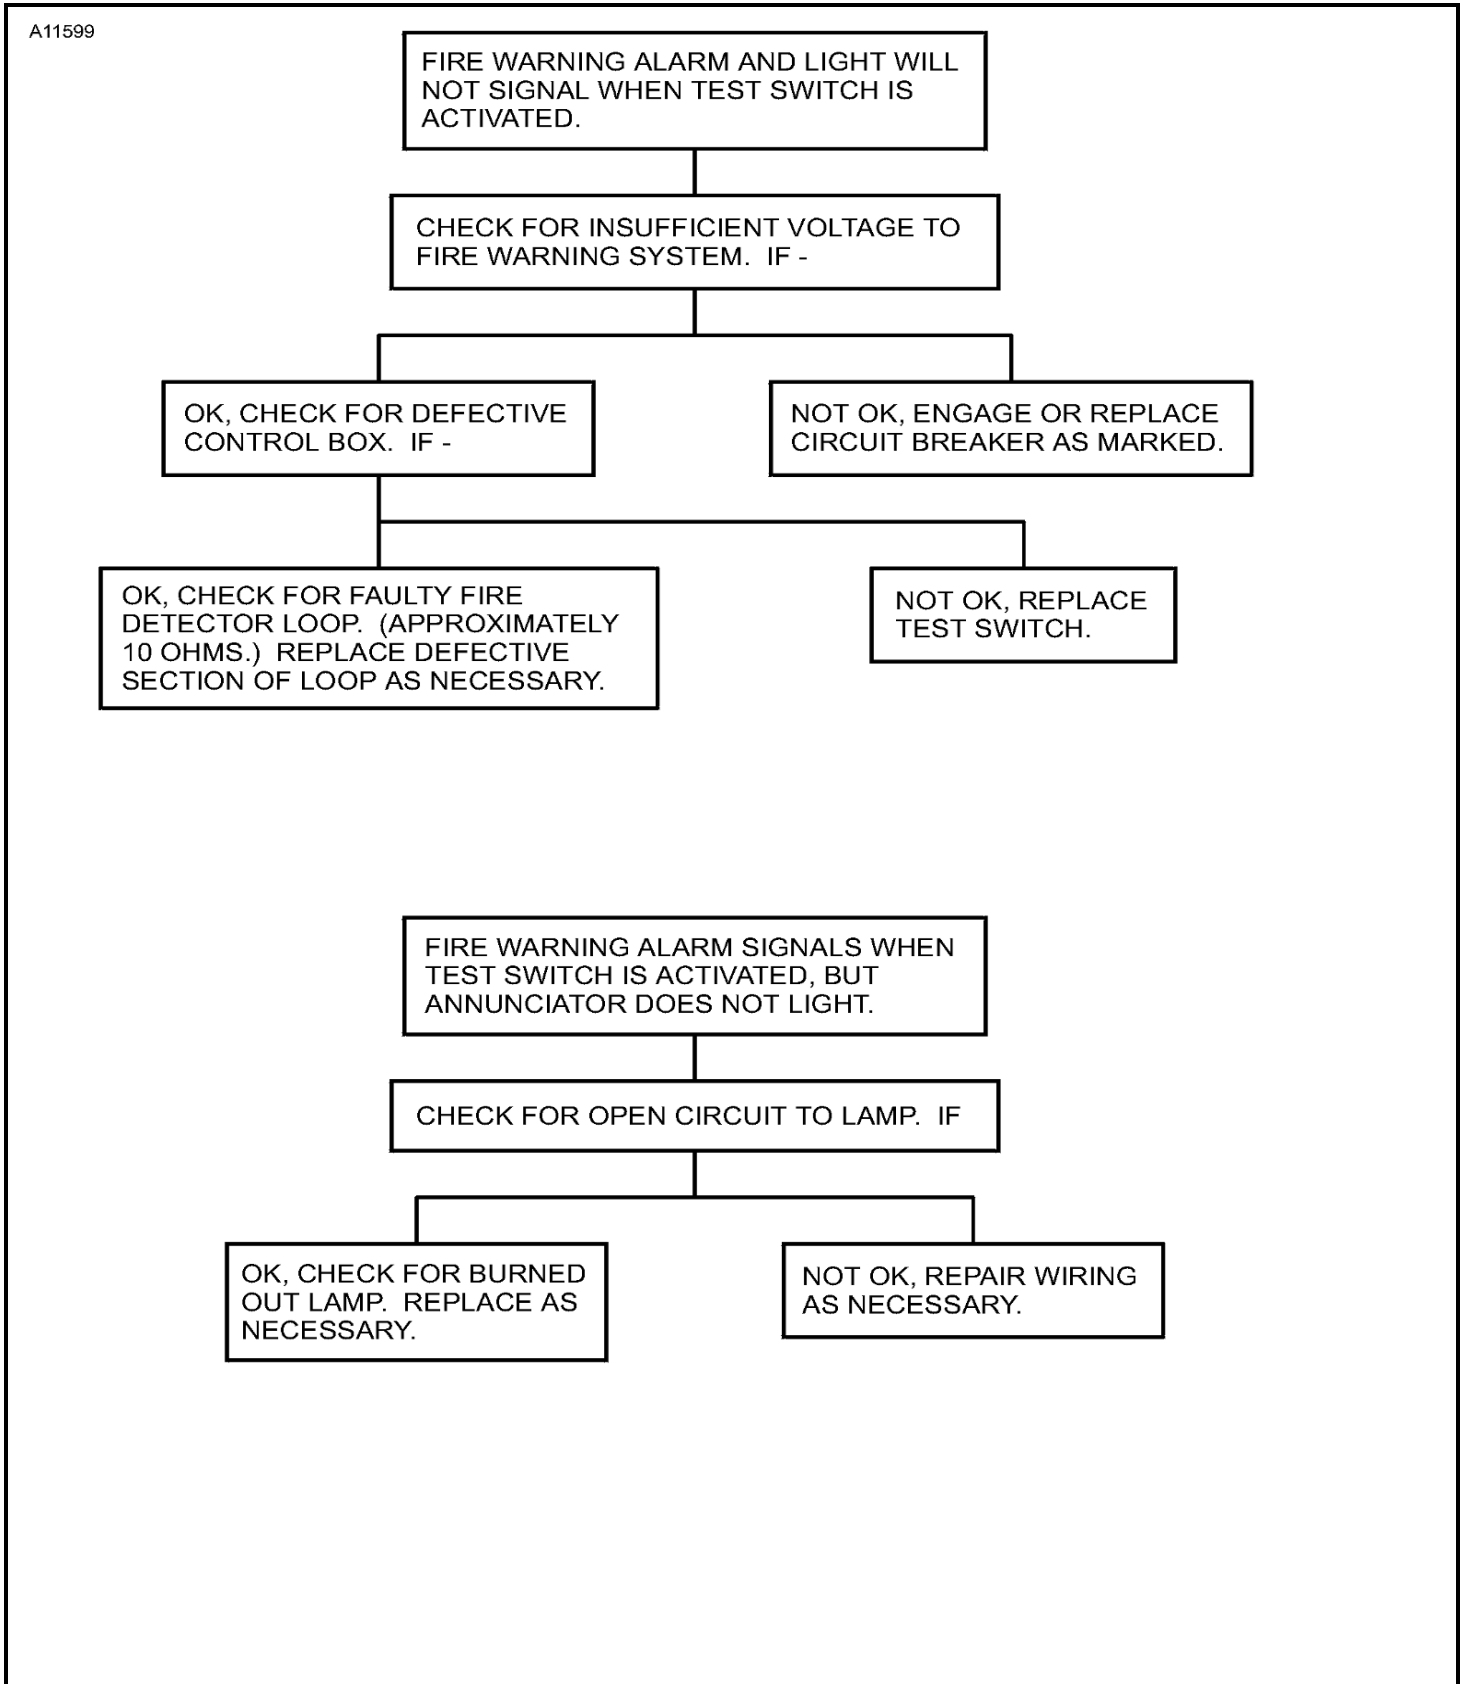 A11599
FIRE WARNING ALARM AND LIGHT WILL
NOT SIGNAL WHEN TEST SWITCH IS
ACTIVATED.
CHECK FOR INSUFFICIENT VOLTAGE TO
FIRE WARNING SYSTEM. IF -
OK, CHECK FOR DEFECTIVE
CONTROL BOX. IF -
NOT OK, ENGAGE OR REPLACE
CIRCUIT BREAKER AS MARKED.
OK, CHECK FOR FAULTY FIRE
DETECTOR LOOP. (APPROXIMATELY
10 OHMS.) REPLACE DEFECTIVE
SECTION OF LOOP AS NECESSARY.
NOT OK, REPLACE
TEST SWITCH.
FIRE WARNING ALARM SIGNALS WHEN
TEST SWITCH IS ACTIVATED, BUT
ANNUNCIATOR DOES NOT LIGHT.
CHECK FOR OPEN CIRCUIT TO LAMP. IF
OK, CHECK FOR BURNED
OUT LAMP. REPLACE AS
NECESSARY.
NOT OK, REPAIR WIRING
AS NECESSARY.